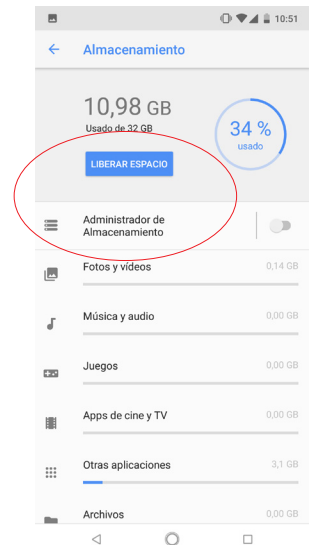 10:51
Almacenamiento
10,98 GB
Usado de 32 GB
34 %
usado
LIBERAR ESPACIO
Administrador de
Almacenamiento
Fotos y vídeos
0,14 GB
Música y audio
0,00 GB
Juegos
0,00 GB
Apps de cine y TV
0,00 GB
Otras aplicaciones
3,1 GB
Archivos
0,00 GB